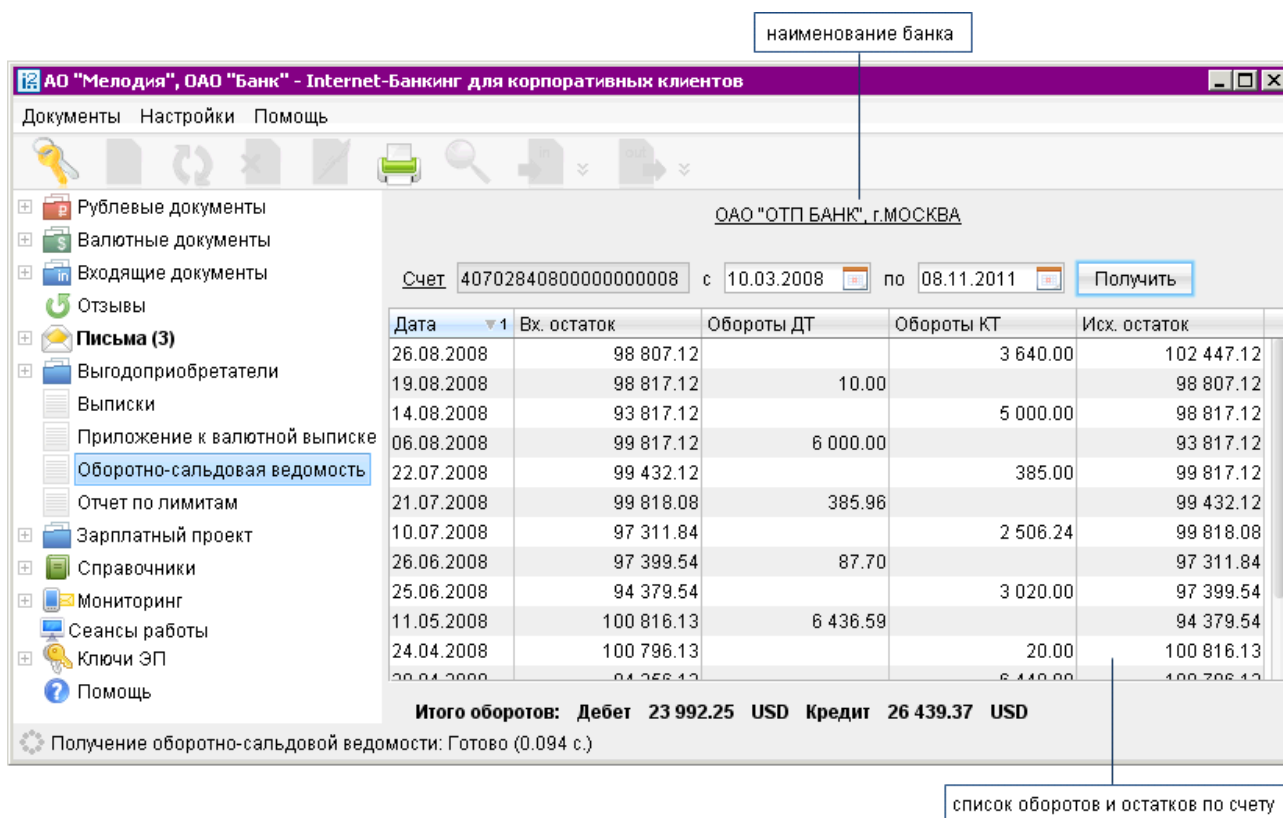 наименование банка
АО "Мелодия", ОАО "Банк" - Internet-Банкинг для корпоративных клиентов
Документы Настройки Помощь
in out
Рублевые документы
Валютные документы
Входящие документы
Отзывы
Письма (3)
Выгодоприобретатели
Выписки
Приложение к валютной выписке
Оборотно-сальдовая ведомость
Отчет по лимитам
Зарплатный проект
Справочники
Мониторинг
Сеансы работы
Ключи ЭП
Помощь
ОАО "ОТП БАНК", г.МОСКВА
Счет 40702840800000000008 с 10.03.2008 по 08.11.2011 Получить
Дата 1 Вх. остаток Обороты ДТ Обороты КТ Исх. остаток
26.08.2008 98 807.12 3 640.00 102 447.12
19.08.2008 98 817.12 10.00 98 807.12
14.08.2008 93 817.12 5 000.00 98 817.12
06.08.2008 99 817.12 6 000.00 93 817.12
22.07.2008 99 432.12 385.00 99 817.12
21.07.2008 99 818.08 385.96 99 432.12
10.07.2008 97 311.84 2 506.24 99 818.08
26.06.2008 97 399.54 87.70 97 311.84
25.06.2008 94 379.54 3 020.00 97 399.54
11.05.2008 100 816.13 6 436.59 94 379.54
24.04.2008 100 796.13 20.00 100 816.13
Итого оборотов: Дебет 23 992.25 USD Кредит 26 439.37 USD
Получение оборотно-сальдовой ведомости: Готово (0.094 с.)
список оборотов и остатков по счету